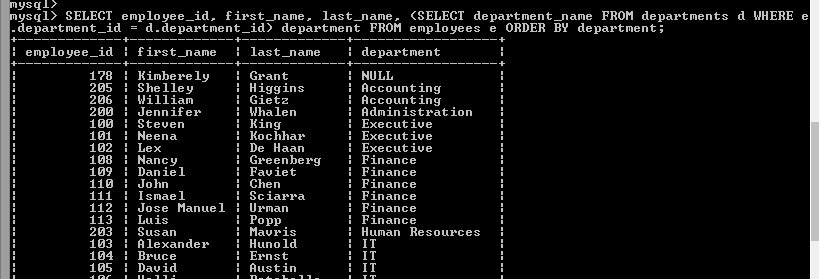 mysql>
mysql> SELECT employee_id, first_name, last_name, (SELECT department_name FROM departments d WHERE e
.department_id = d.department_id) department FROM employees e ORDER BY department;
+-------------+-------------+------------+------------------+
| employee_id | first_name | last_name | department |
+-------------+-------------+------------+------------------+
| 178 | Kimberely | Grant | NULL |
| 205 | Shelley | Higgins | Accounting |
| 206 | William | Gietz | Accounting |
| 200 | Jennifer | Whalen | Administration |
| 100 | Steven | King | Executive |
| 101 | Neena | Kochhar | Executive |
| 102 | Lex | De Haan | Executive |
| 108 | Nancy | Greenberg | Finance |
| 109 | Daniel | Faviet | Finance |
| 110 | John | Chen | Finance |
| 111 | Ismael | Sciarra | Finance |
| 112 | Jose Manuel | Urman | Finance |
| 113 | Luis | Popp | Finance |
| 203 | Susan | Mavris | Human Resources |
| 103 | Alexander | Hunold | IT |
| 104 | Bruce | Ernst | IT |
| 105 | David | Austin | IT |